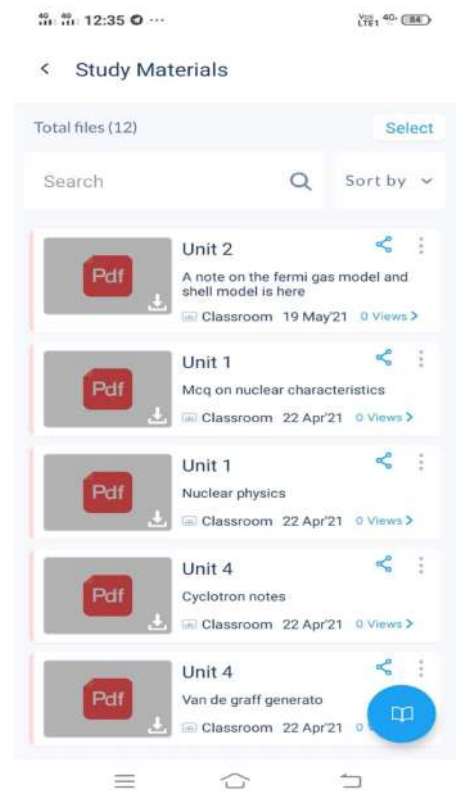 12:35
84
Study Materials
Total files (12)
Select
Search
Sort by
Unit 2
Pdf
A note on the fermi gas model and
shell model is here
Classroom 19 May'21 0 Views
Unit 1
Pdf
Mcq on nuclear characteristics
Classroom 22 Apr'21 0 Views
Unit 1
Pdf
Nuclear physics
Classroom 22 Apr'21 0 Views
Unit 4
Pdf
Cyclotron notes
Classroom 22 Apr'21 0 Views
Unit 4
Pdf
Van de graff generato
Classroom 22 Apr'21 0